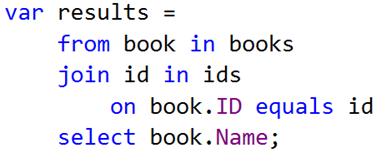 var results =
    from book in books
    join id in ids
        on book.ID equals id
    select book.Name;